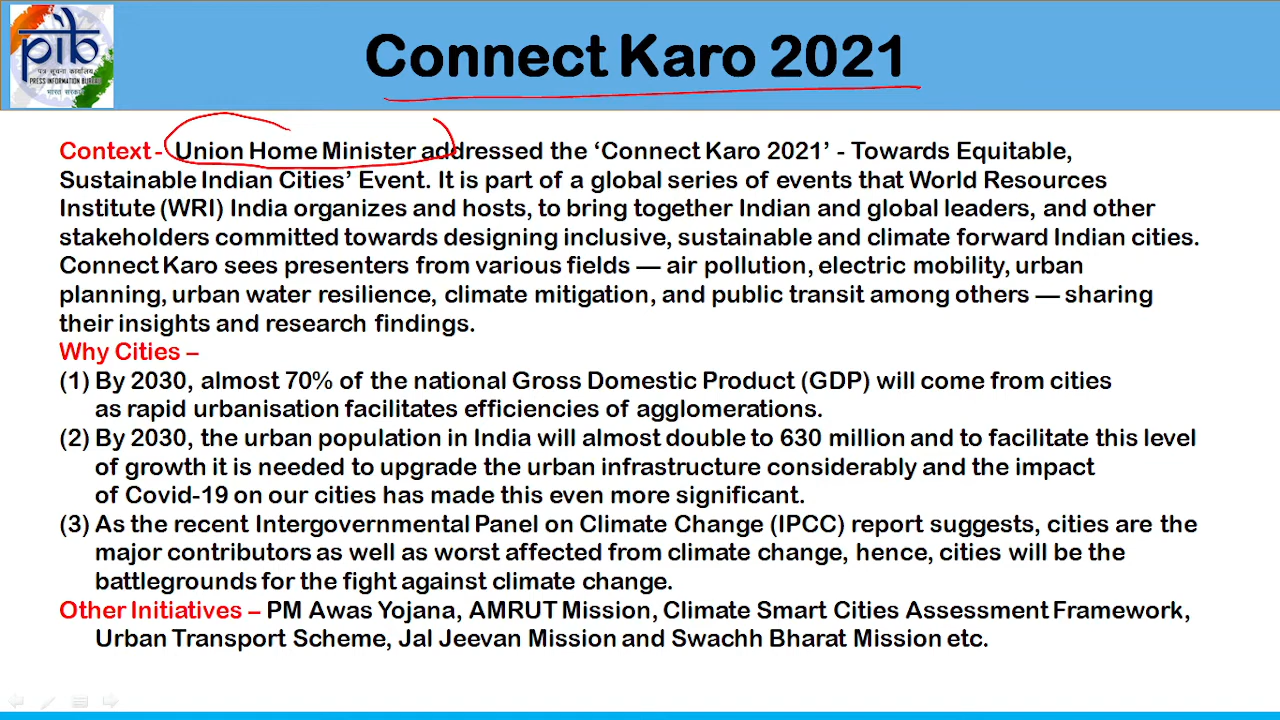 pib
पत्र सूचना कार्यालय
PRESS INFORMATION BUREAU
भारत सरकार
Connect Karo 2021
Context - Union Home Minister addressed the ‘Connect Karo 2021’ - Towards Equitable,
Sustainable Indian Cities’ Event. It is part of a global series of events that World Resources
Institute (WRI) India organizes and hosts, to bring together Indian and global leaders, and other
stakeholders committed towards designing inclusive, sustainable and climate forward Indian cities.
Connect Karo sees presenters from various fields — air pollution, electric mobility, urban
planning, urban water resilience, climate mitigation, and public transit among others — sharing
their insights and research findings.
Why Cities –
(1) By 2030, almost 70% of the national Gross Domestic Product (GDP) will come from cities
as rapid urbanisation facilitates efficiencies of agglomerations.
(2) By 2030, the urban population in India will almost double to 630 million and to facilitate this level
of growth it is needed to upgrade the urban infrastructure considerably and the impact
of Covid-19 on our cities has made this even more significant.
(3) As the recent Intergovernmental Panel on Climate Change (IPCC) report suggests, cities are the
major contributors as well as worst affected from climate change, hence, cities will be the
battlegrounds for the fight against climate change.
Other Initiatives – PM Awas Yojana, AMRUT Mission, Climate Smart Cities Assessment Framework,
Urban Transport Scheme, Jal Jeevan Mission and Swachh Bharat Mission etc.